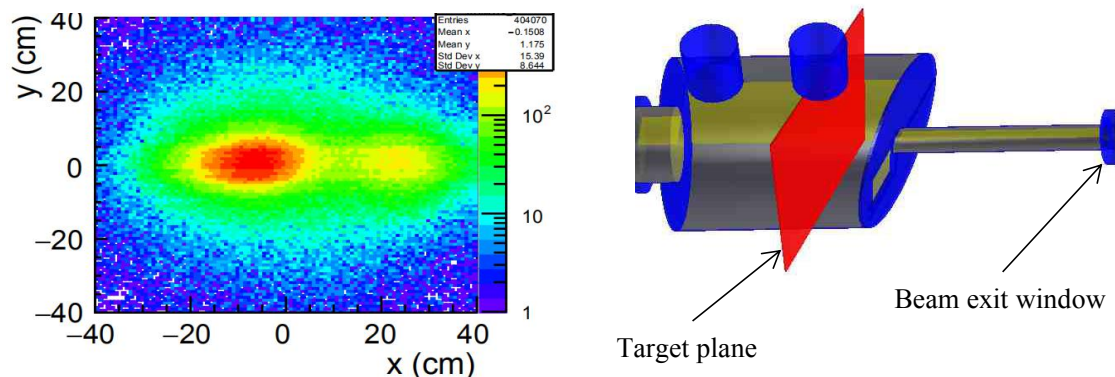 y (cm)
40
20
0
−20
−40
−40
−20
0
20
40
x (cm)
Entries 404070
Mean x −0.1508
Mean y 1.175
Std Dev x 15.39
Std Dev y 8.644
10²
10
1
Target plane
Beam exit window